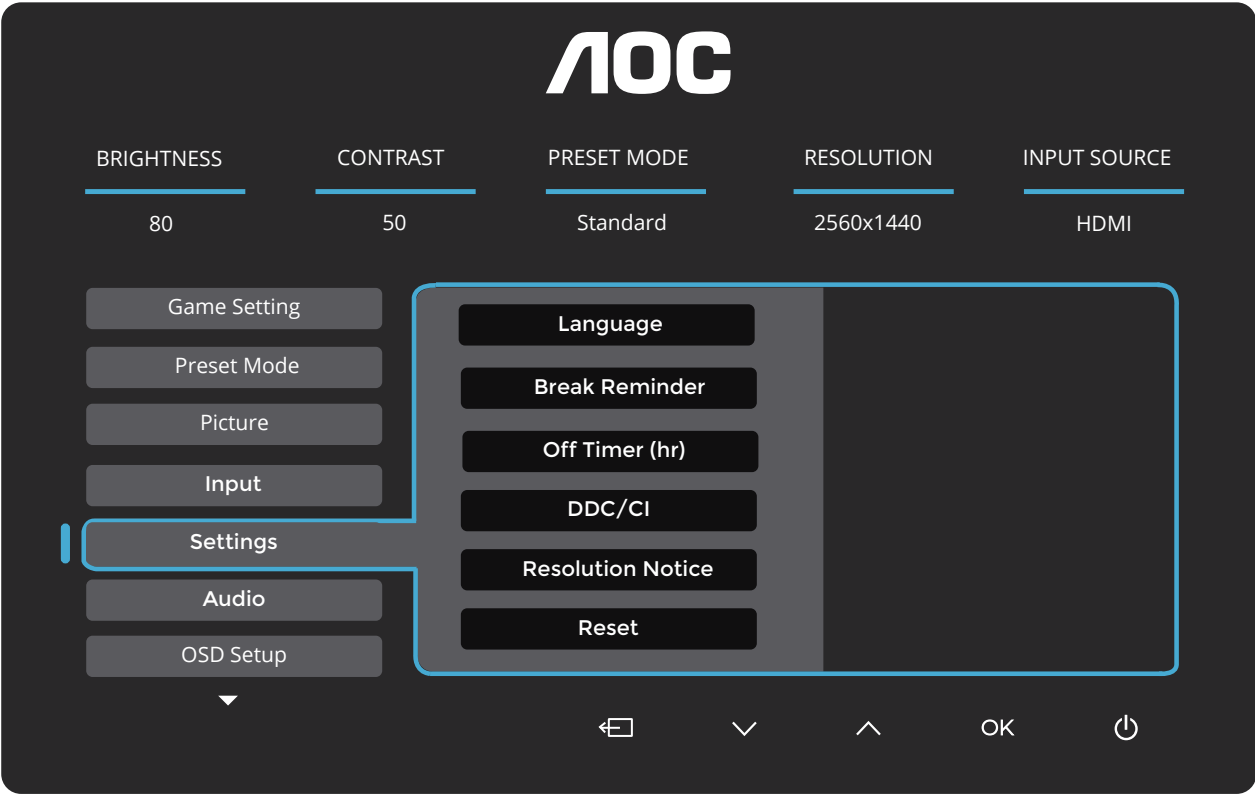 AOC
BRIGHTNESS CONTRAST PRESET MODE RESOLUTION INPUT SOURCE
80 50 Standard 2560x1440 HDMI
Game Setting
Preset Mode
Picture
Input
Settings
Audio
OSD Setup
Language
Break Reminder
Off Timer (hr)
DDC/CI
Resolution Notice
Reset
OK